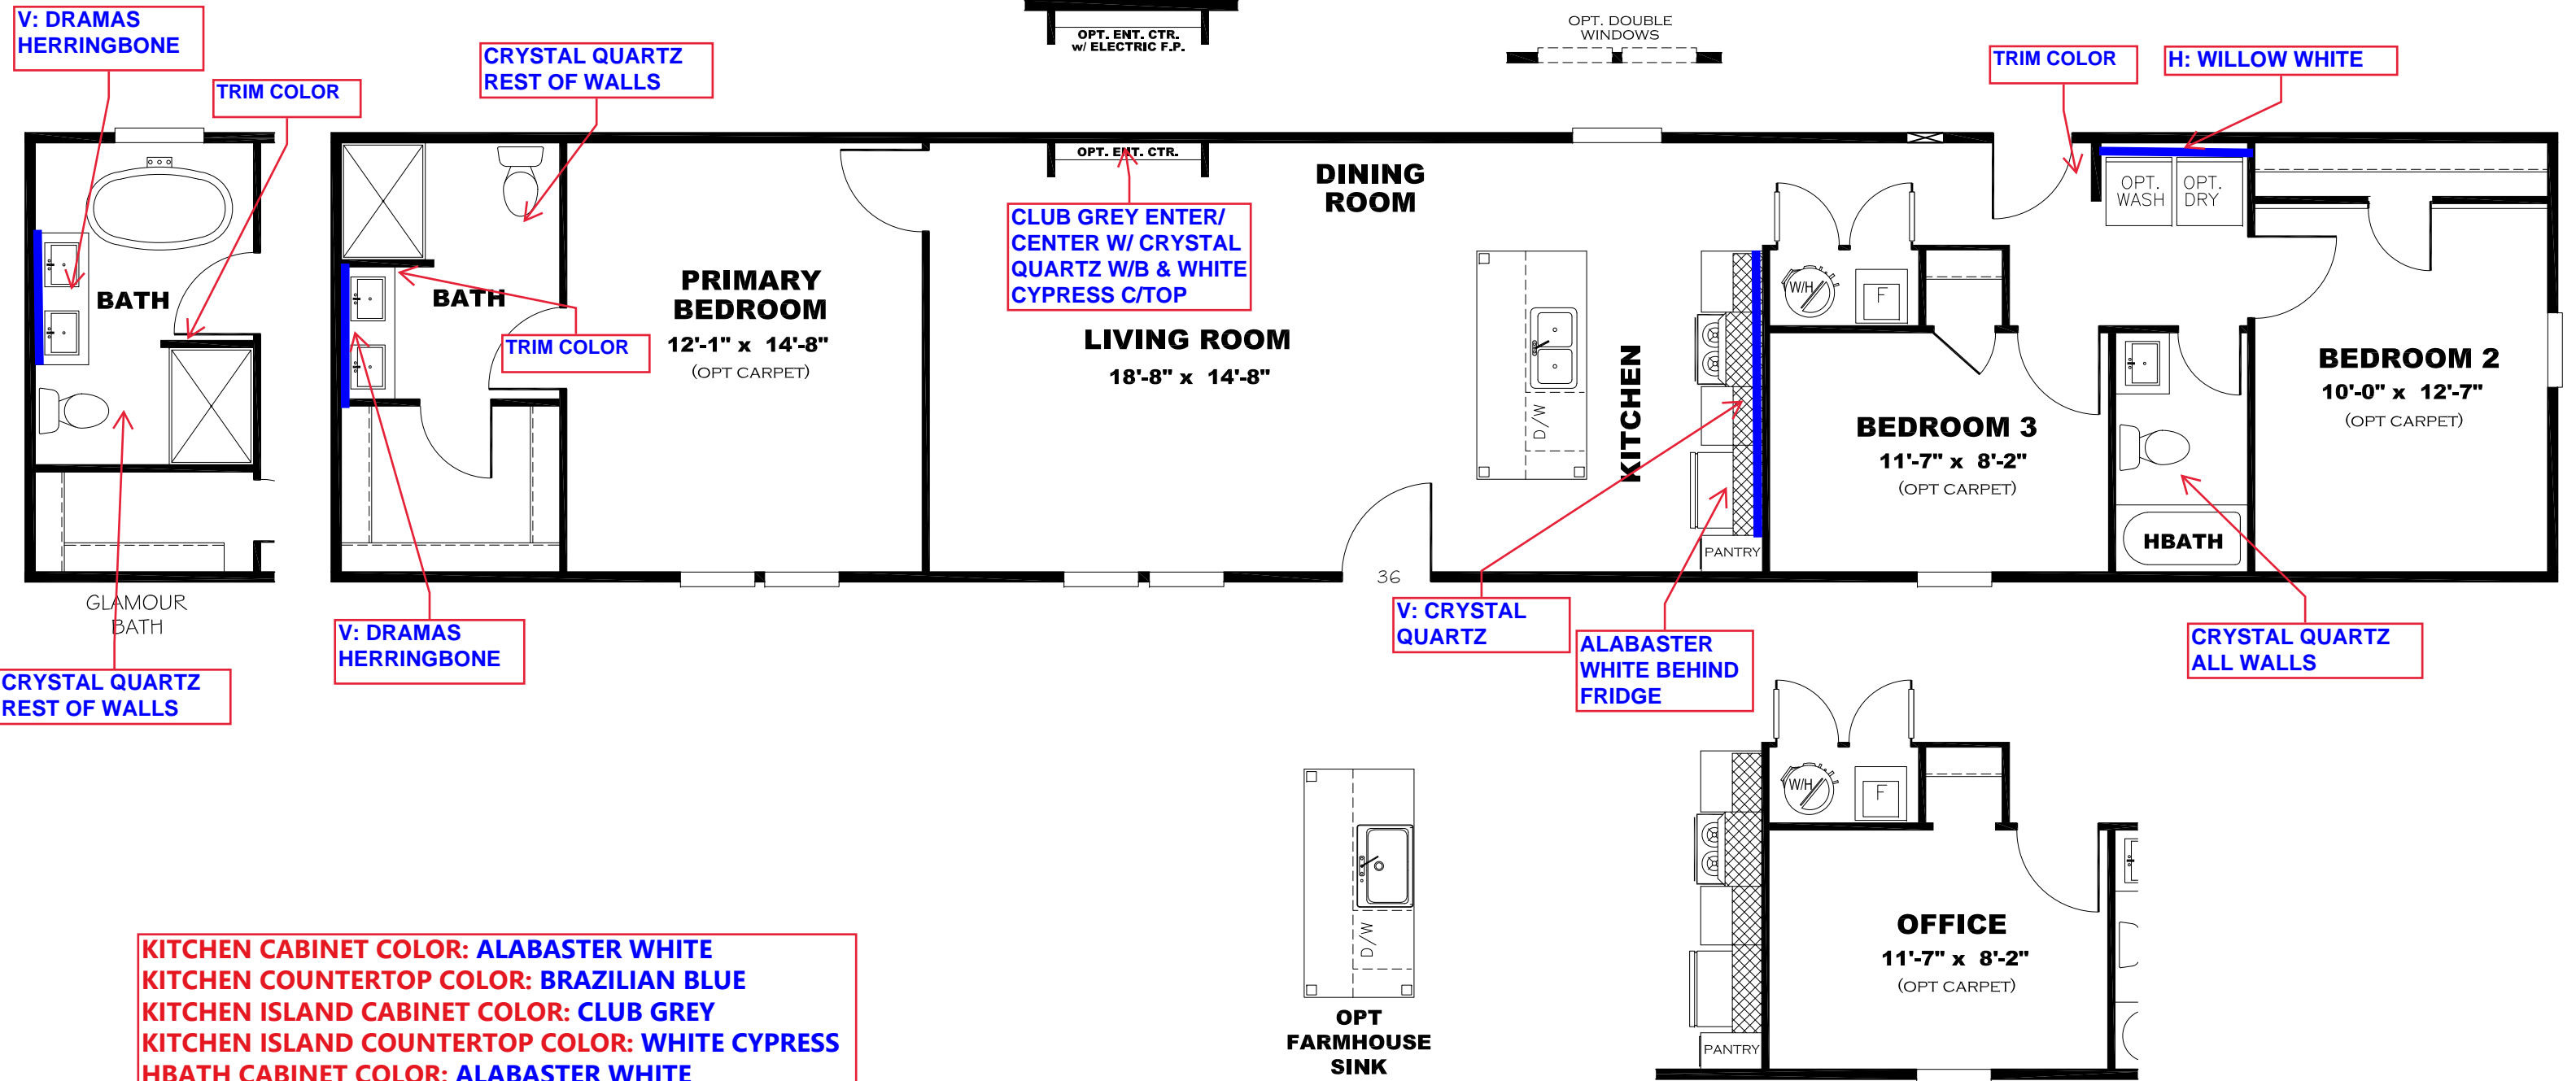 V: DRAMAS
HERRINGBONE
TRIM COLOR
CRYSTAL QUARTZ
REST OF WALLS
OPT. ENT. CTR.
w/ ELECTRIC F.P.
OPT. DOUBLE
WINDOWS
TRIM COLOR
H: WILLOW WHITE
BATH
GLAMOUR
BATH
CRYSTAL QUARTZ
REST OF WALLS
BATH
TRIM COLOR
V: DRAMAS
HERRINGBONE
PRIMARY
BEDROOM
12'-1" x 14'-8"
(OPT CARPET)
OPT. ENT. CTR.
CLUB GREY ENTER/
CENTER W/ CRYSTAL
QUARTZ W/B & WHITE
CYPRESS C/TOP
LIVING ROOM
18'-8" x 14'-8"
DINING
ROOM
D/W
KITCHEN
PANTRY
36
V: CRYSTAL
QUARTZ
ALABASTER
WHITE BEHIND
FRIDGE
W/H
F
BEDROOM 3
11'-7" x 8'-2"
(OPT CARPET)
OPT.
WASH
OPT.
DRY
HBATH
CRYSTAL QUARTZ
ALL WALLS
BEDROOM 2
10'-0" x 12'-7"
(OPT CARPET)
D/W
OPT
FARMHOUSE
SINK
W/H
F
PANTRY
OFFICE
11'-7" x 8'-2"
(OPT CARPET)
KITCHEN CABINET COLOR: ALABASTER WHITE
KITCHEN COUNTERTOP COLOR: BRAZILIAN BLUE
KITCHEN ISLAND CABINET COLOR: CLUB GREY
KITCHEN ISLAND COUNTERTOP COLOR: WHITE CYPRESS
HBATH CABINET COLOR: ALABASTER WHITE